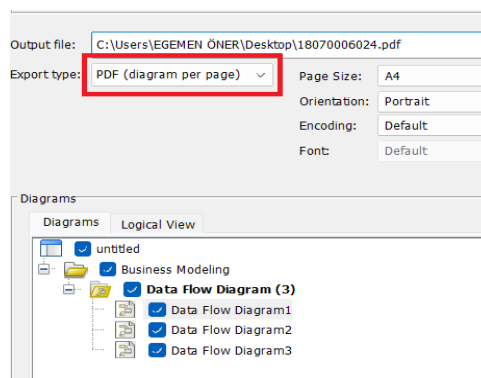 Output file: C:\Users\EGEMEN ÖNER\Desktop\18070006024.pdf
Export type: PDF (diagram per page)
Page Size: A4
Orientation: Portrait
Encoding: Default
Font: Default
Diagrams
Diagrams Logical View
untitled
Business Modeling
Data Flow Diagram (3)
Data Flow Diagram1
Data Flow Diagram2
Data Flow Diagram3